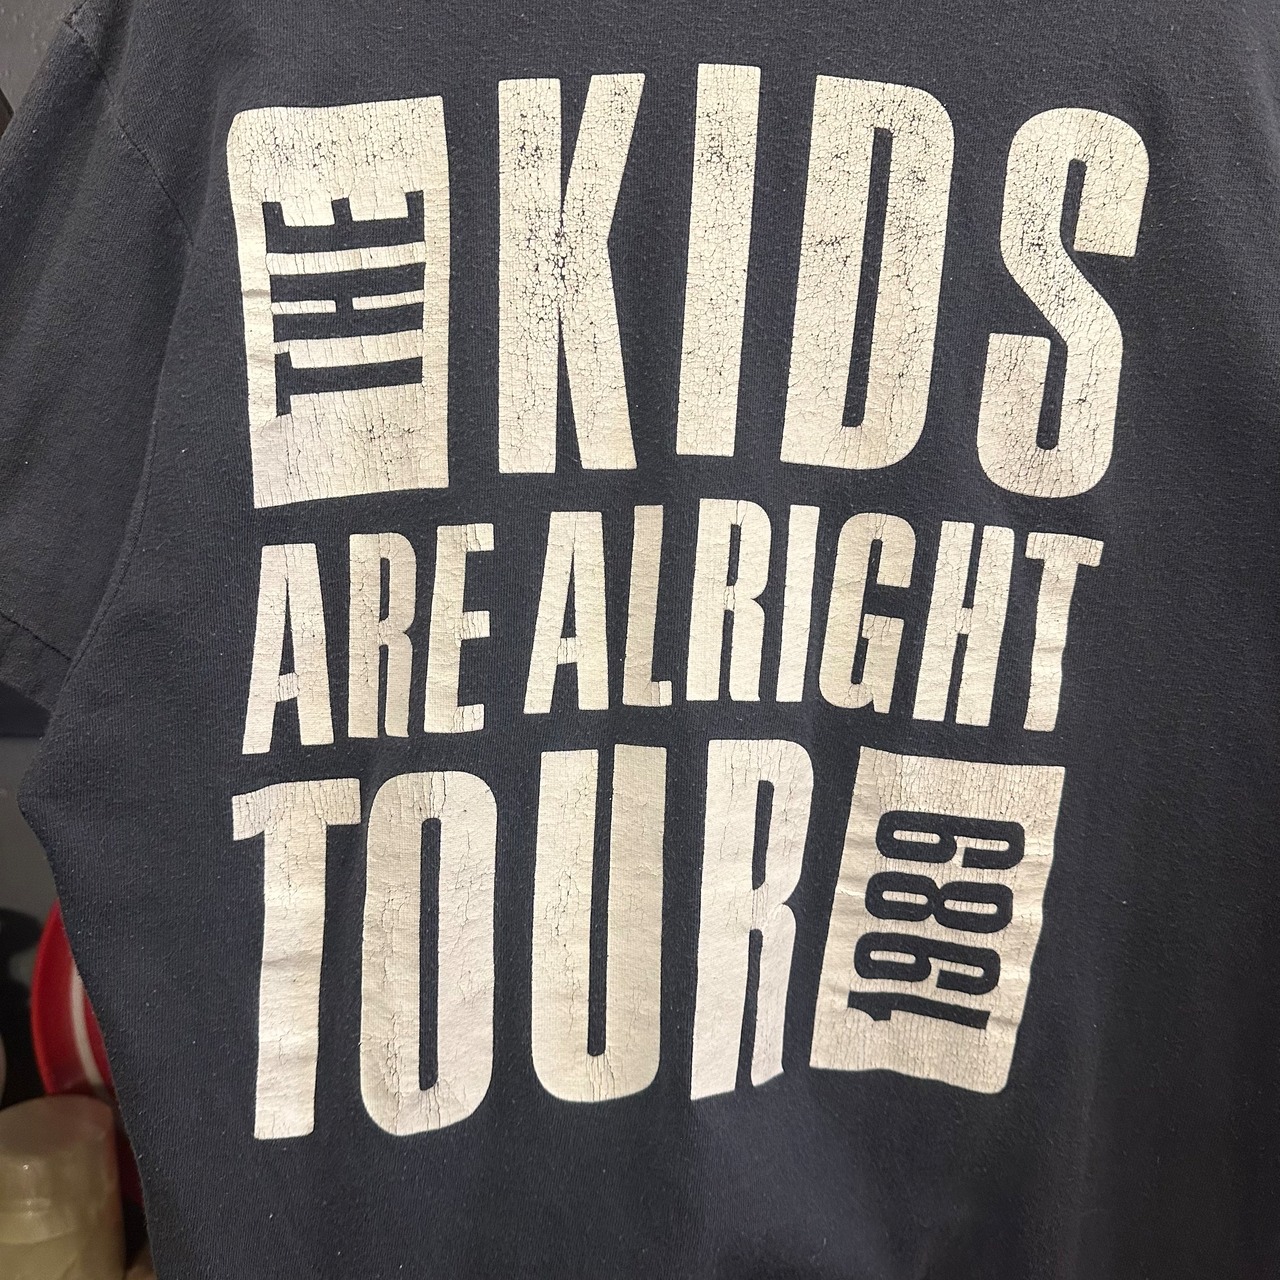 THE KIDS
ARE ALRIGHT
TOUR 1989